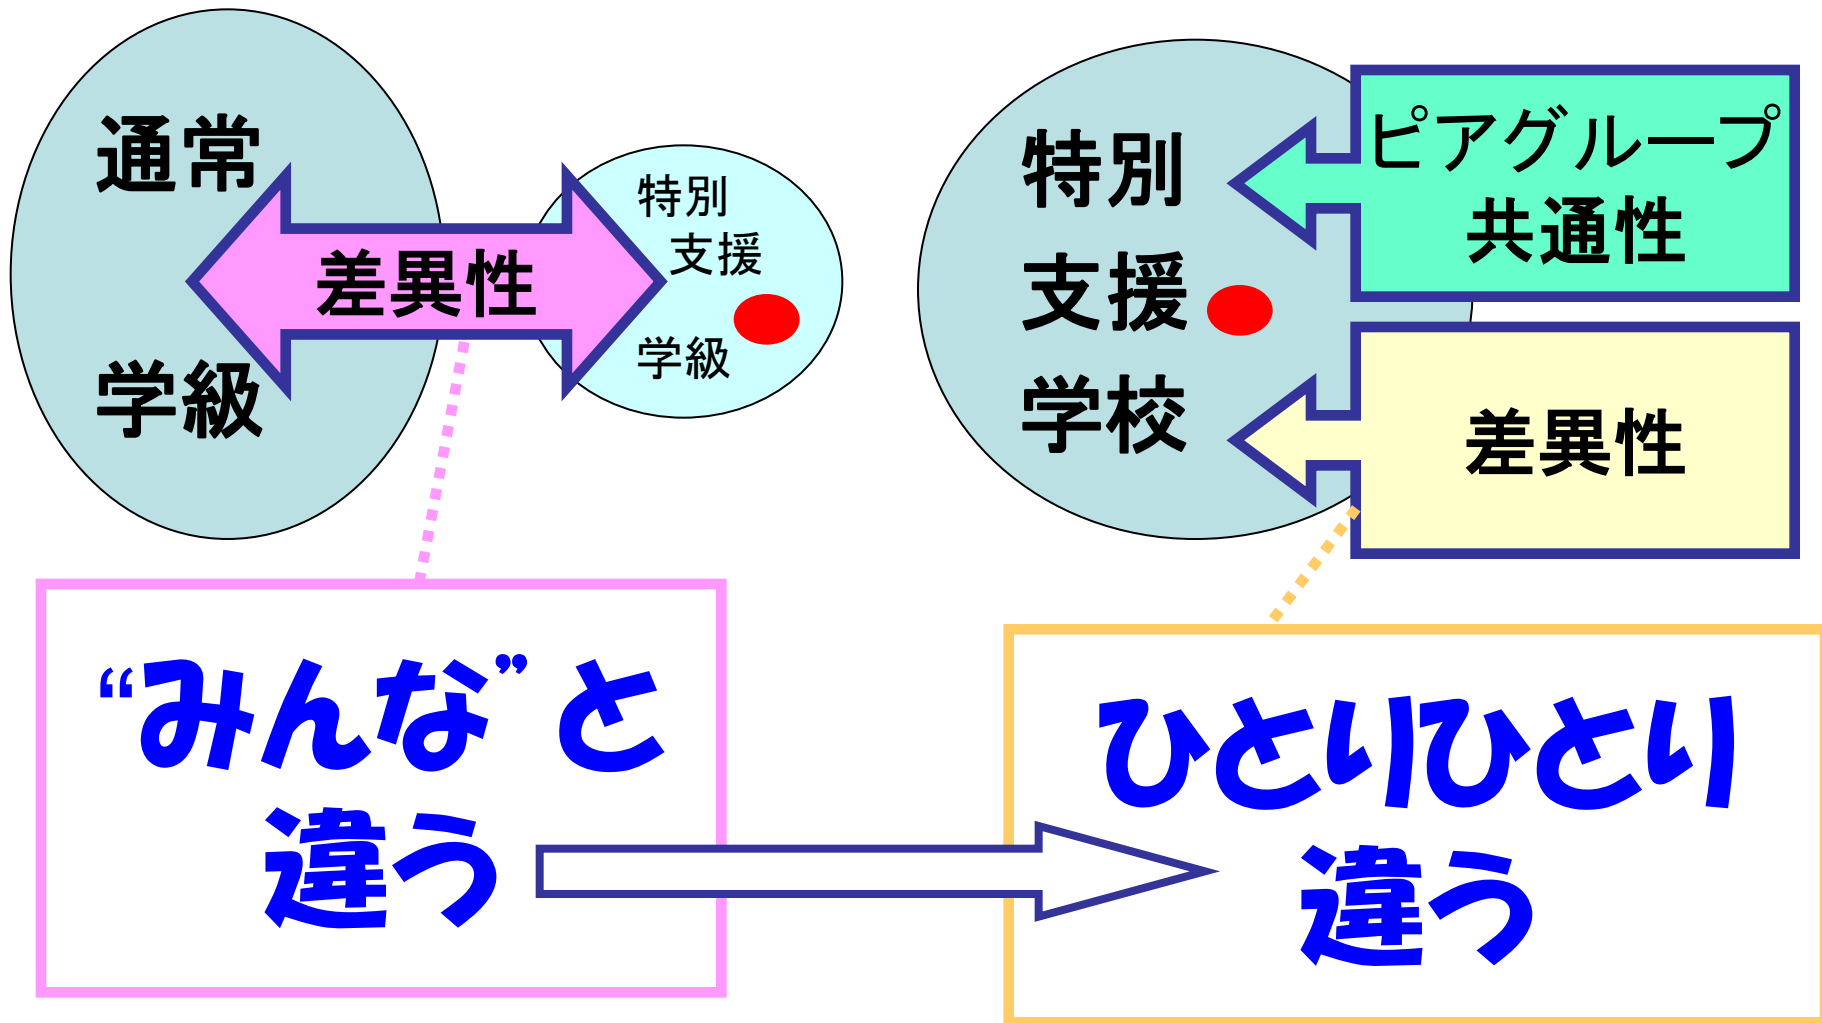 通常
学級
差異性
特別
支援
学級
特別
支援
学校
ピアグループ
共通性
差異性
“みんな”と
違う
ひとりひとり
違う